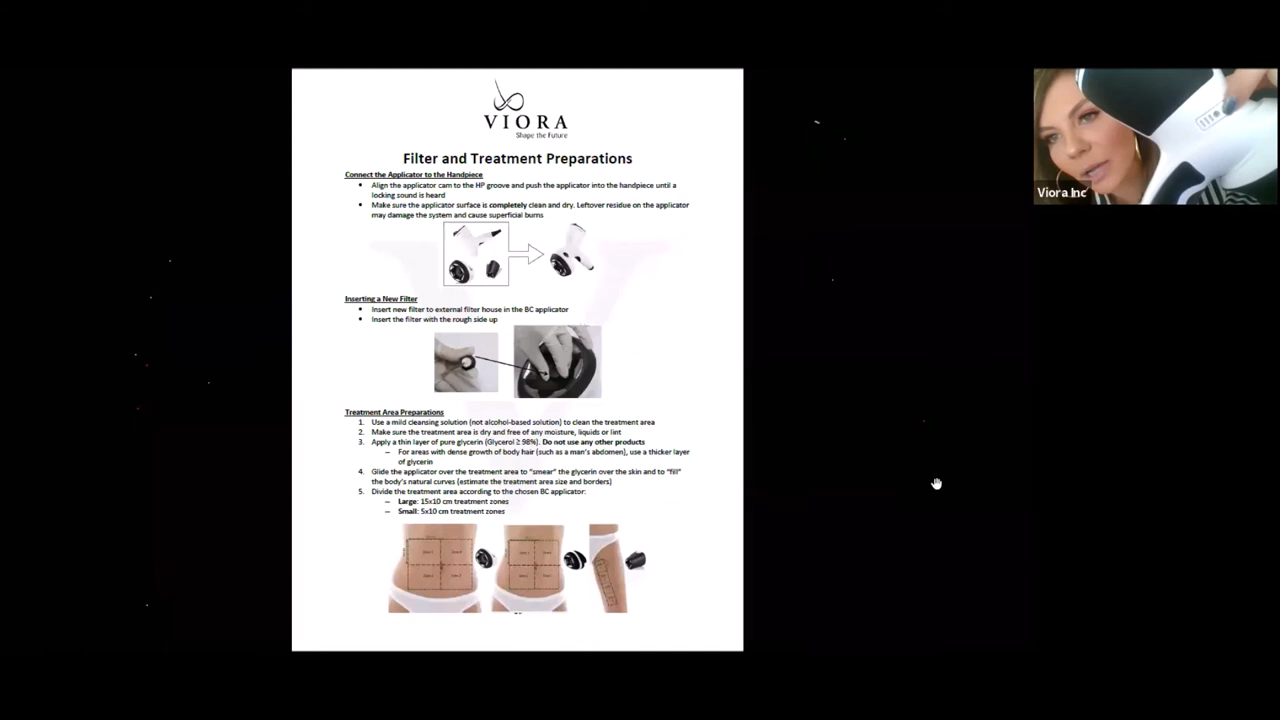 VIORA
Shape the Future
Filter and Treatment Preparations
Connect the Applicator to the Handpiece
• Align the applicator cam to the HP groove and push the applicator into the handpiece until a
locking sound is heard
• Make sure the applicator surface is completely clean and dry. Leftover residue on the applicator
may damage the system and cause superficial burns
Inserting a New Filter
• Insert new filter to external filter house in the BC applicator
• Insert the filter with the rough side up
Treatment Area Preparations
1. Use a mild cleansing solution (not alcohol-based solution) to clean the treatment area
2. Make sure the treatment area is dry and free of any moisture, liquids or lint
3. Apply a thin layer of pure glycerin (Glycerol ≥ 98%). Do not use any other products
– For areas with dense growth of body hair (such as a man's abdomen), use a thicker layer
of glycerin
4. Glide the applicator over the treatment area to "smear" the glycerin over the skin and to "fill"
the body's natural curves (estimate the treatment area size and borders)
5. Divide the treatment area according to the chosen BC applicator:
– Large: 15x10 cm treatment zones
– Small: 5x10 cm treatment zones
Viora Inc